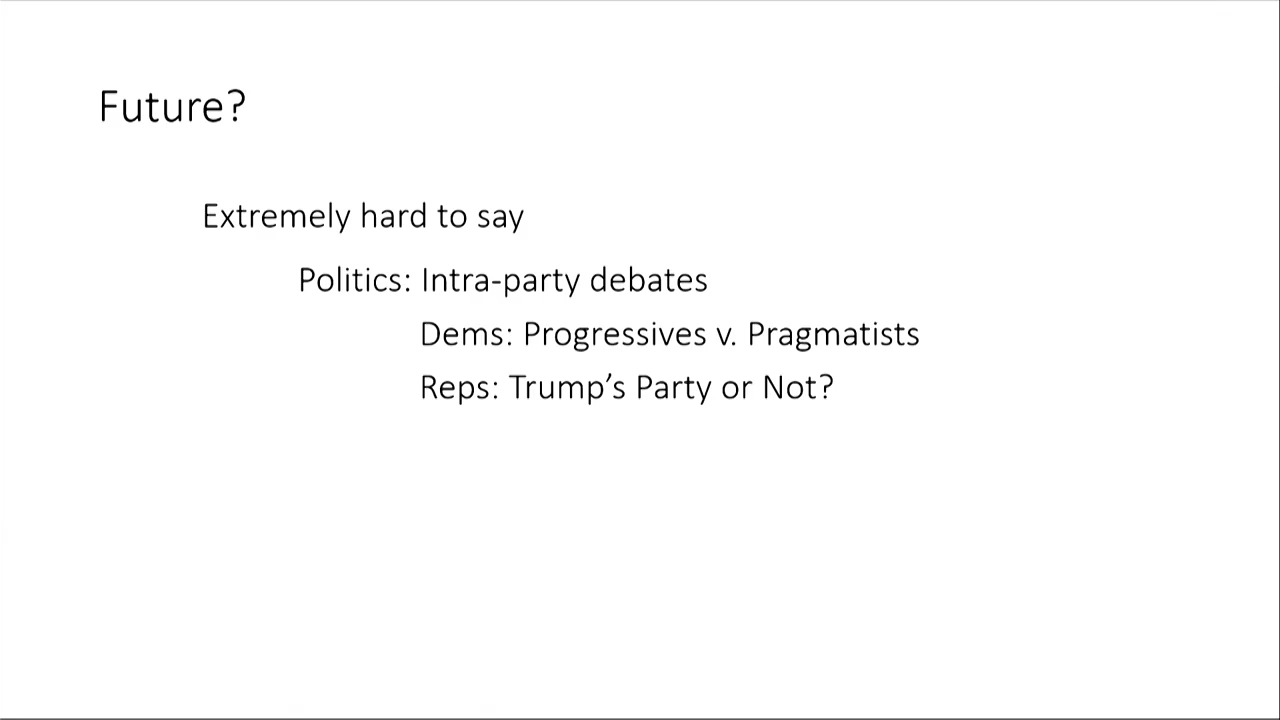 Future?
Extremely hard to say
Politics: Intra-party debates
Dems: Progressives v. Pragmatists
Reps: Trump’s Party or Not?